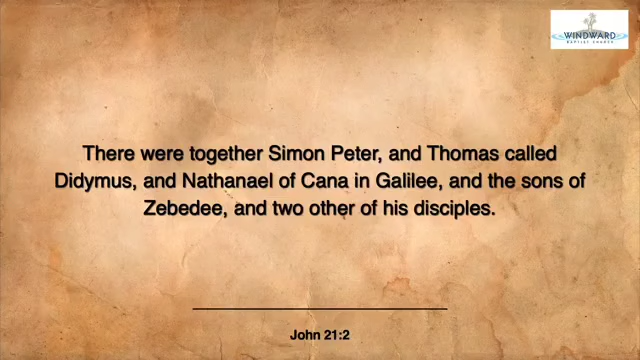 WINDWARD
BAPTIST CHURCH
There were together Simon Peter, and Thomas called
Didymus, and Nathanael of Cana in Galilee, and the sons of
Zebedee, and two other of his disciples.
John 21:2